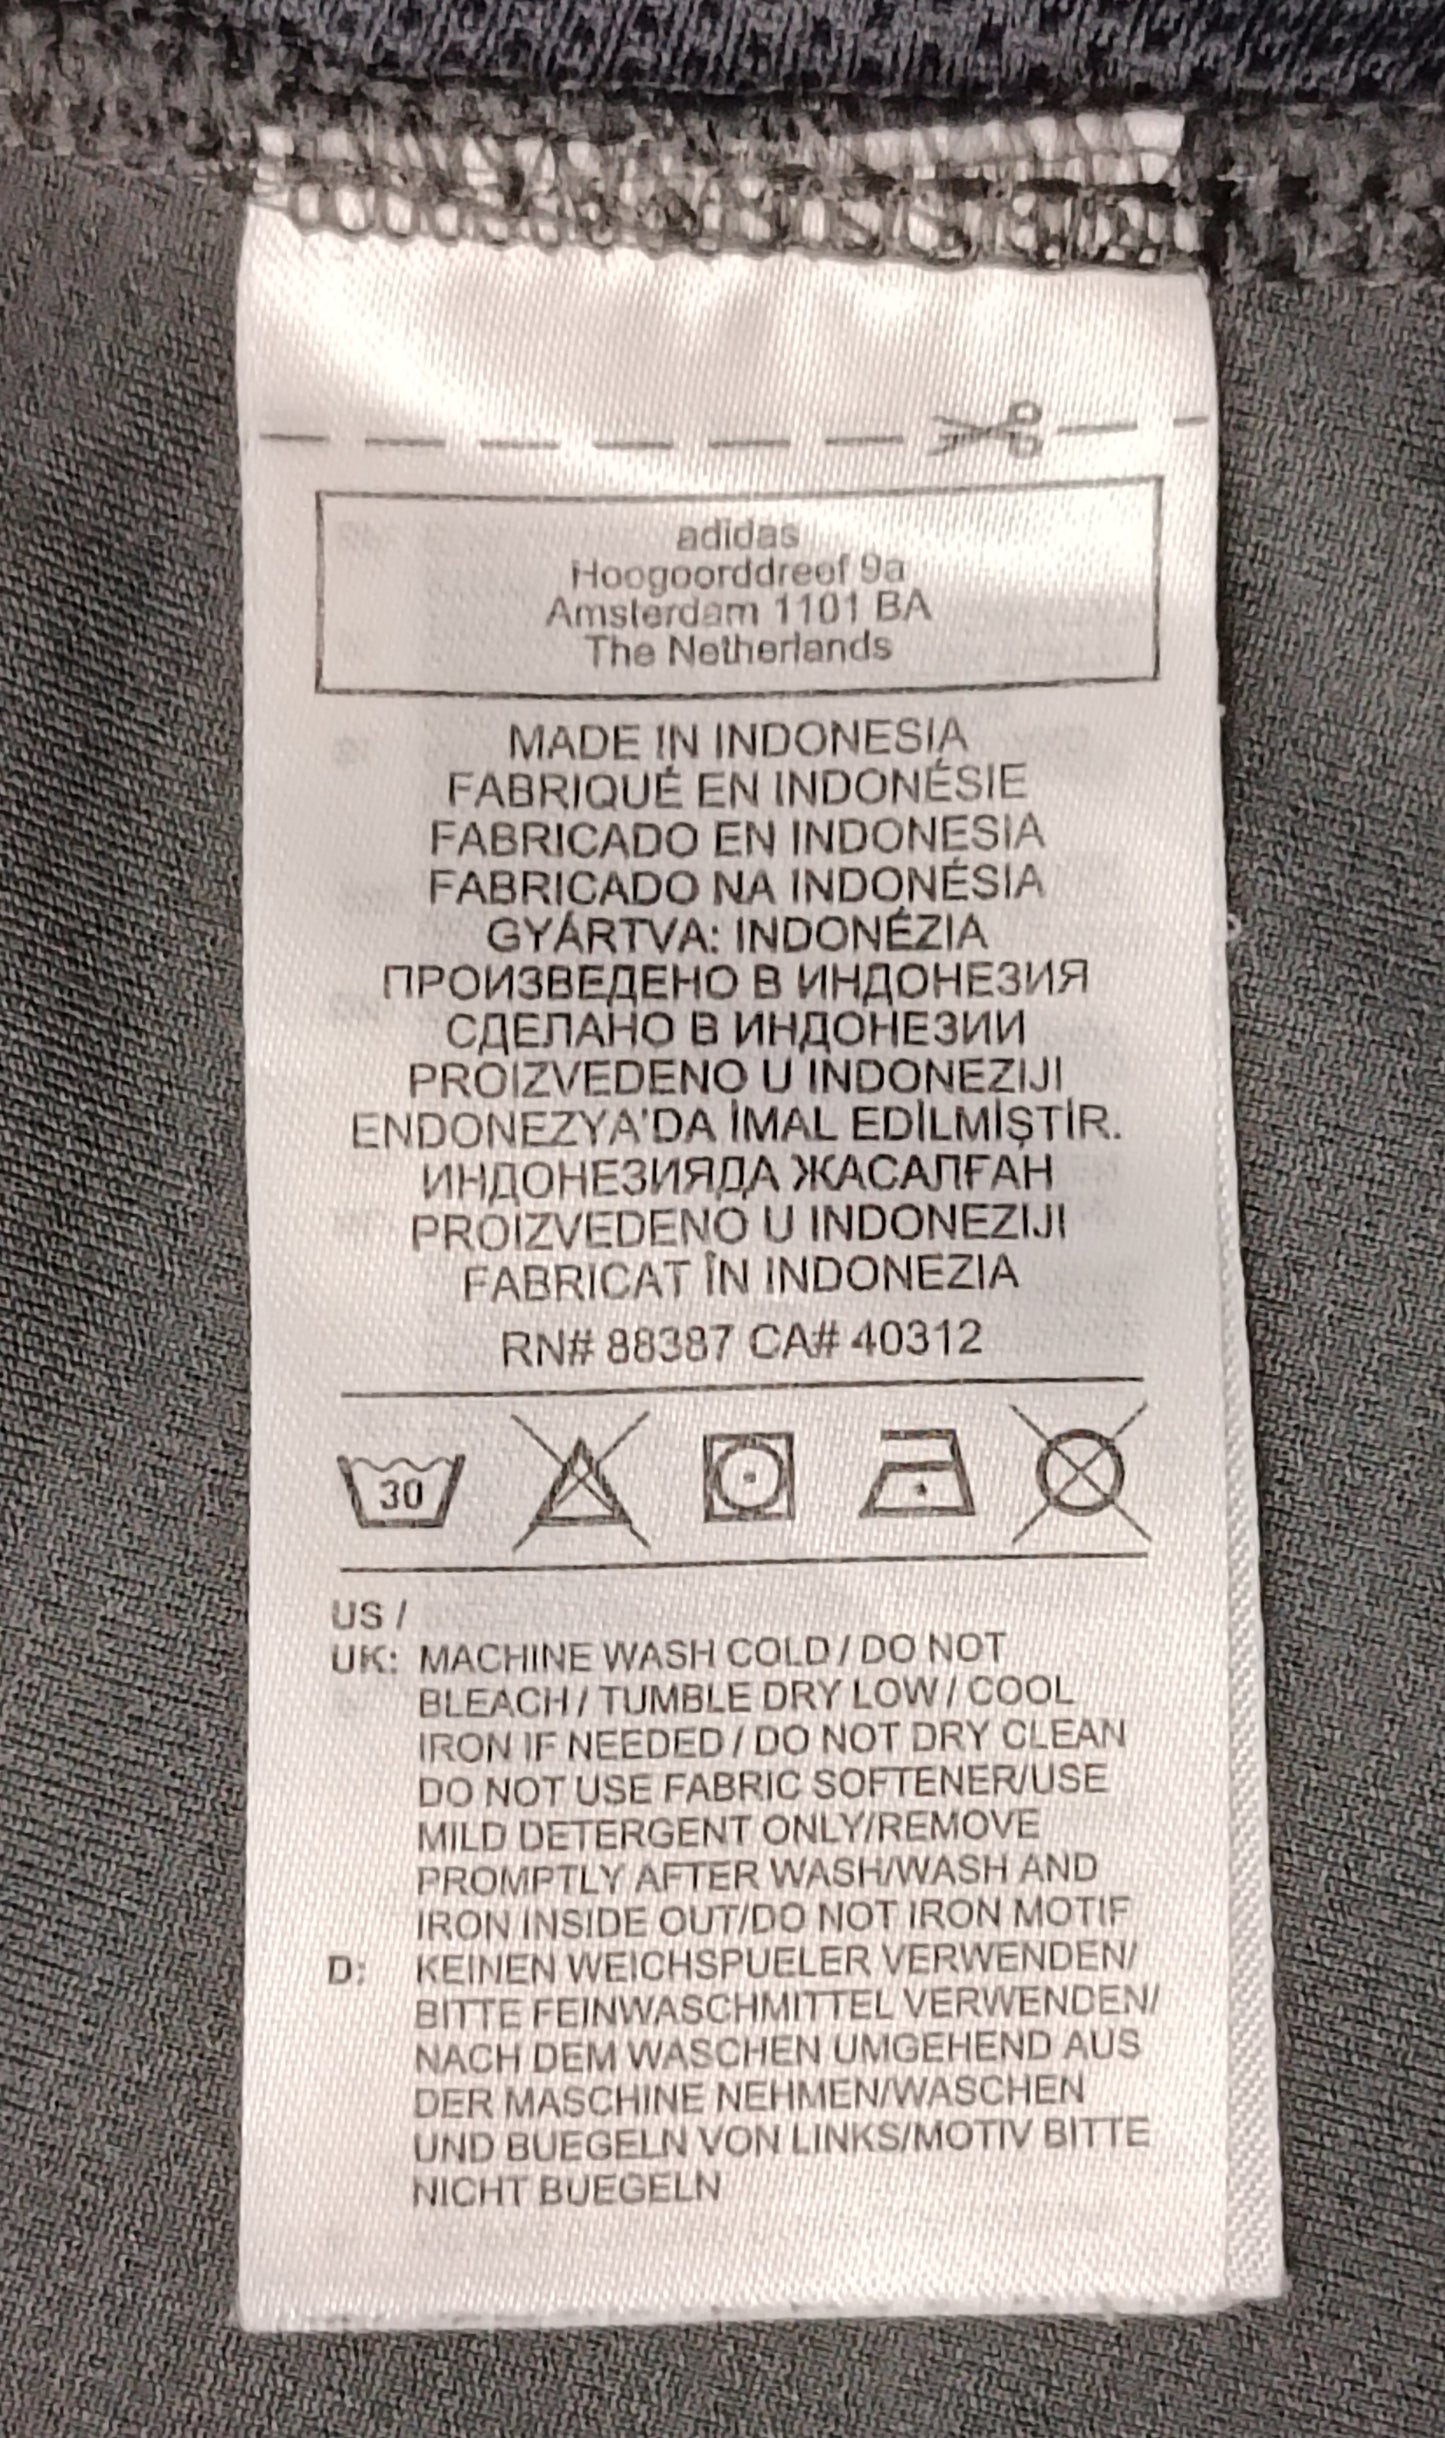 adidas
Hoogoorddreef 9a
Amsterdam 1101 BA
The Netherlands
MADE IN INDONESIA
FABRIQUÉ EN INDONÉSIE
FABRICADO EN INDONESIA
FABRICADO NA INDONÉSIA
GYÁRTVA: INDONÉZIA
ПРОИЗВЕДЕНО В ИНДОНЕЗИЯ
СДЕЛАНО В ИНДОНЕЗИИ
PROIZVEDENO U INDONEZIJI
ENDONEZYA'DA İMAL EDİLMİŞTİR.
ИНДОНЕЗИЯДА ЖАСАЛҒАН
PROIZVEDENO U INDONEZIJI
FABRICAT ÎN INDONEZIA
RN# 88387 CA# 40312
30
US /
UK: MACHINE WASH COLD / DO NOT
BLEACH / TUMBLE DRY LOW / COOL
IRON IF NEEDED / DO NOT DRY CLEAN
DO NOT USE FABRIC SOFTENER/USE
MILD DETERGENT ONLY/REMOVE
PROMPTLY AFTER WASH/WASH AND
IRON INSIDE OUT/DO NOT IRON MOTIF
D: KEINEN WEICHSPUELER VERWENDEN/
BITTE FEINWASCHMITTEL VERWENDEN/
NACH DEM WASCHEN UMGEHEND AUS
DER MASCHINE NEHMEN/WASCHEN
UND BUEGELN VON LINKS/MOTIV BITTE
NICHT BUEGELN